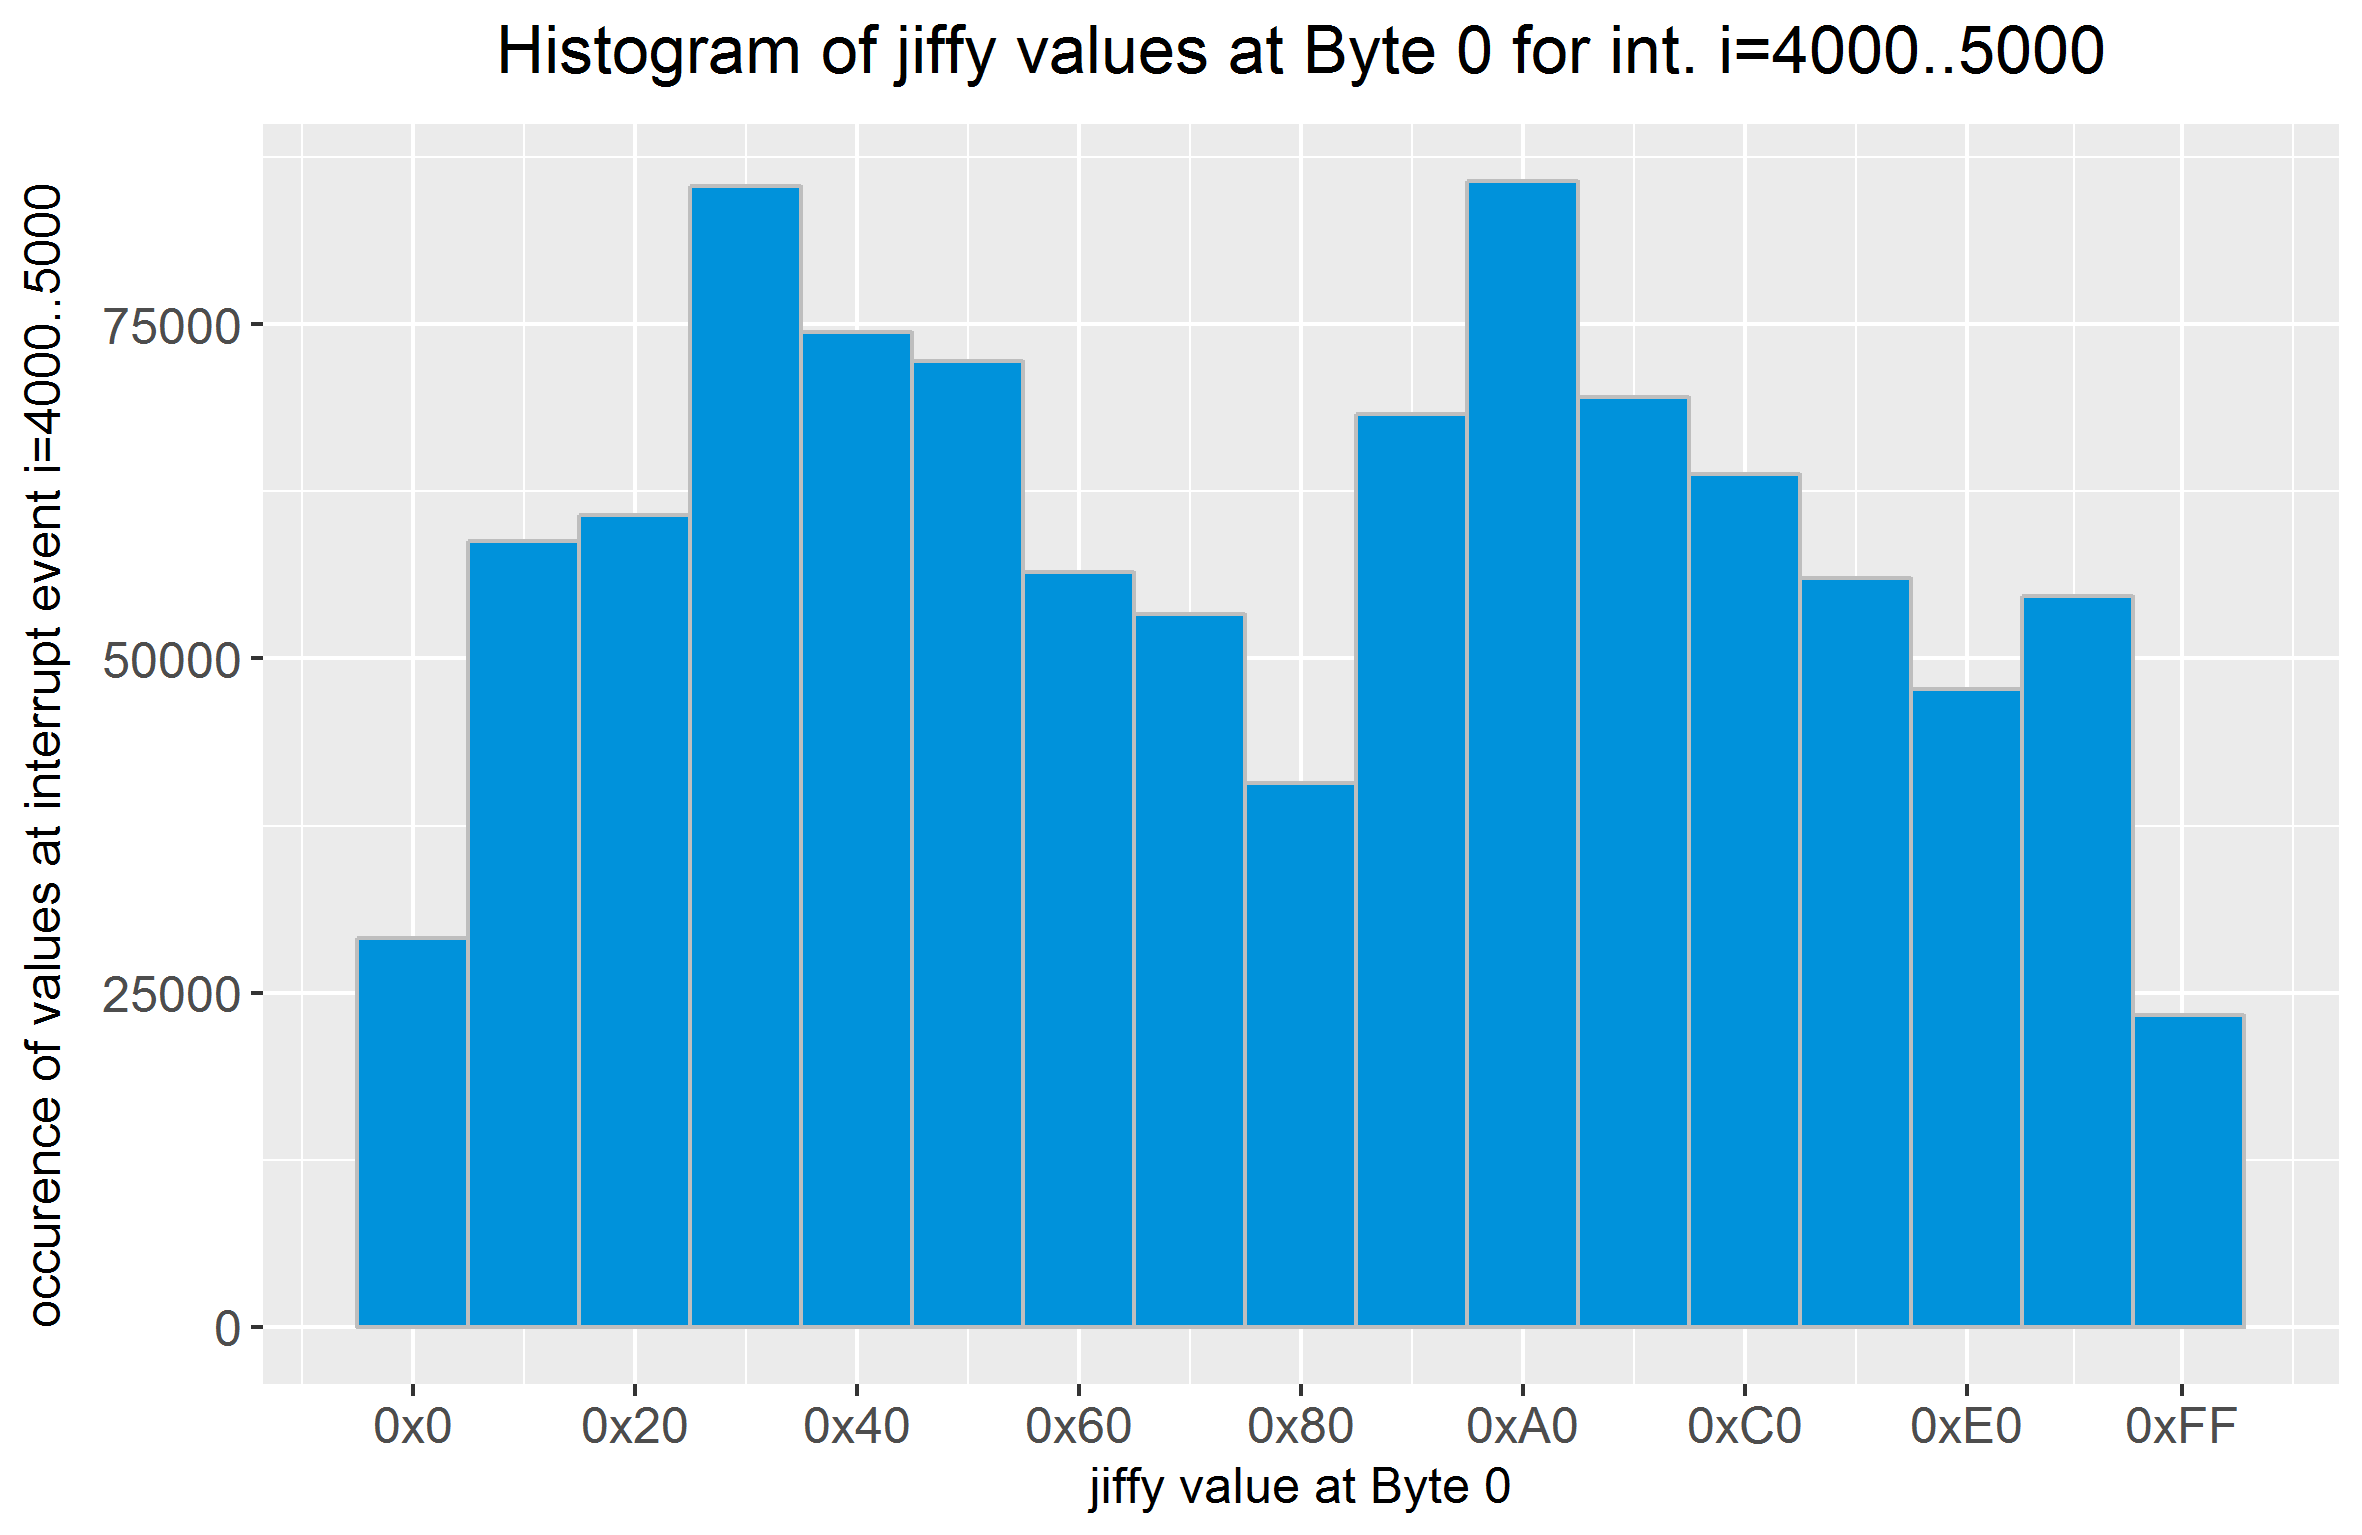 Histogram of jiffy values at Byte 0 for int. i=4000..5000
occurence of values at interrupt event i=4000..5000
75000
50000
25000
0
0x0 0x20 0x40 0x60 0x80 0xA0 0xC0 0xE0 0xFF
jiffy value at Byte 0